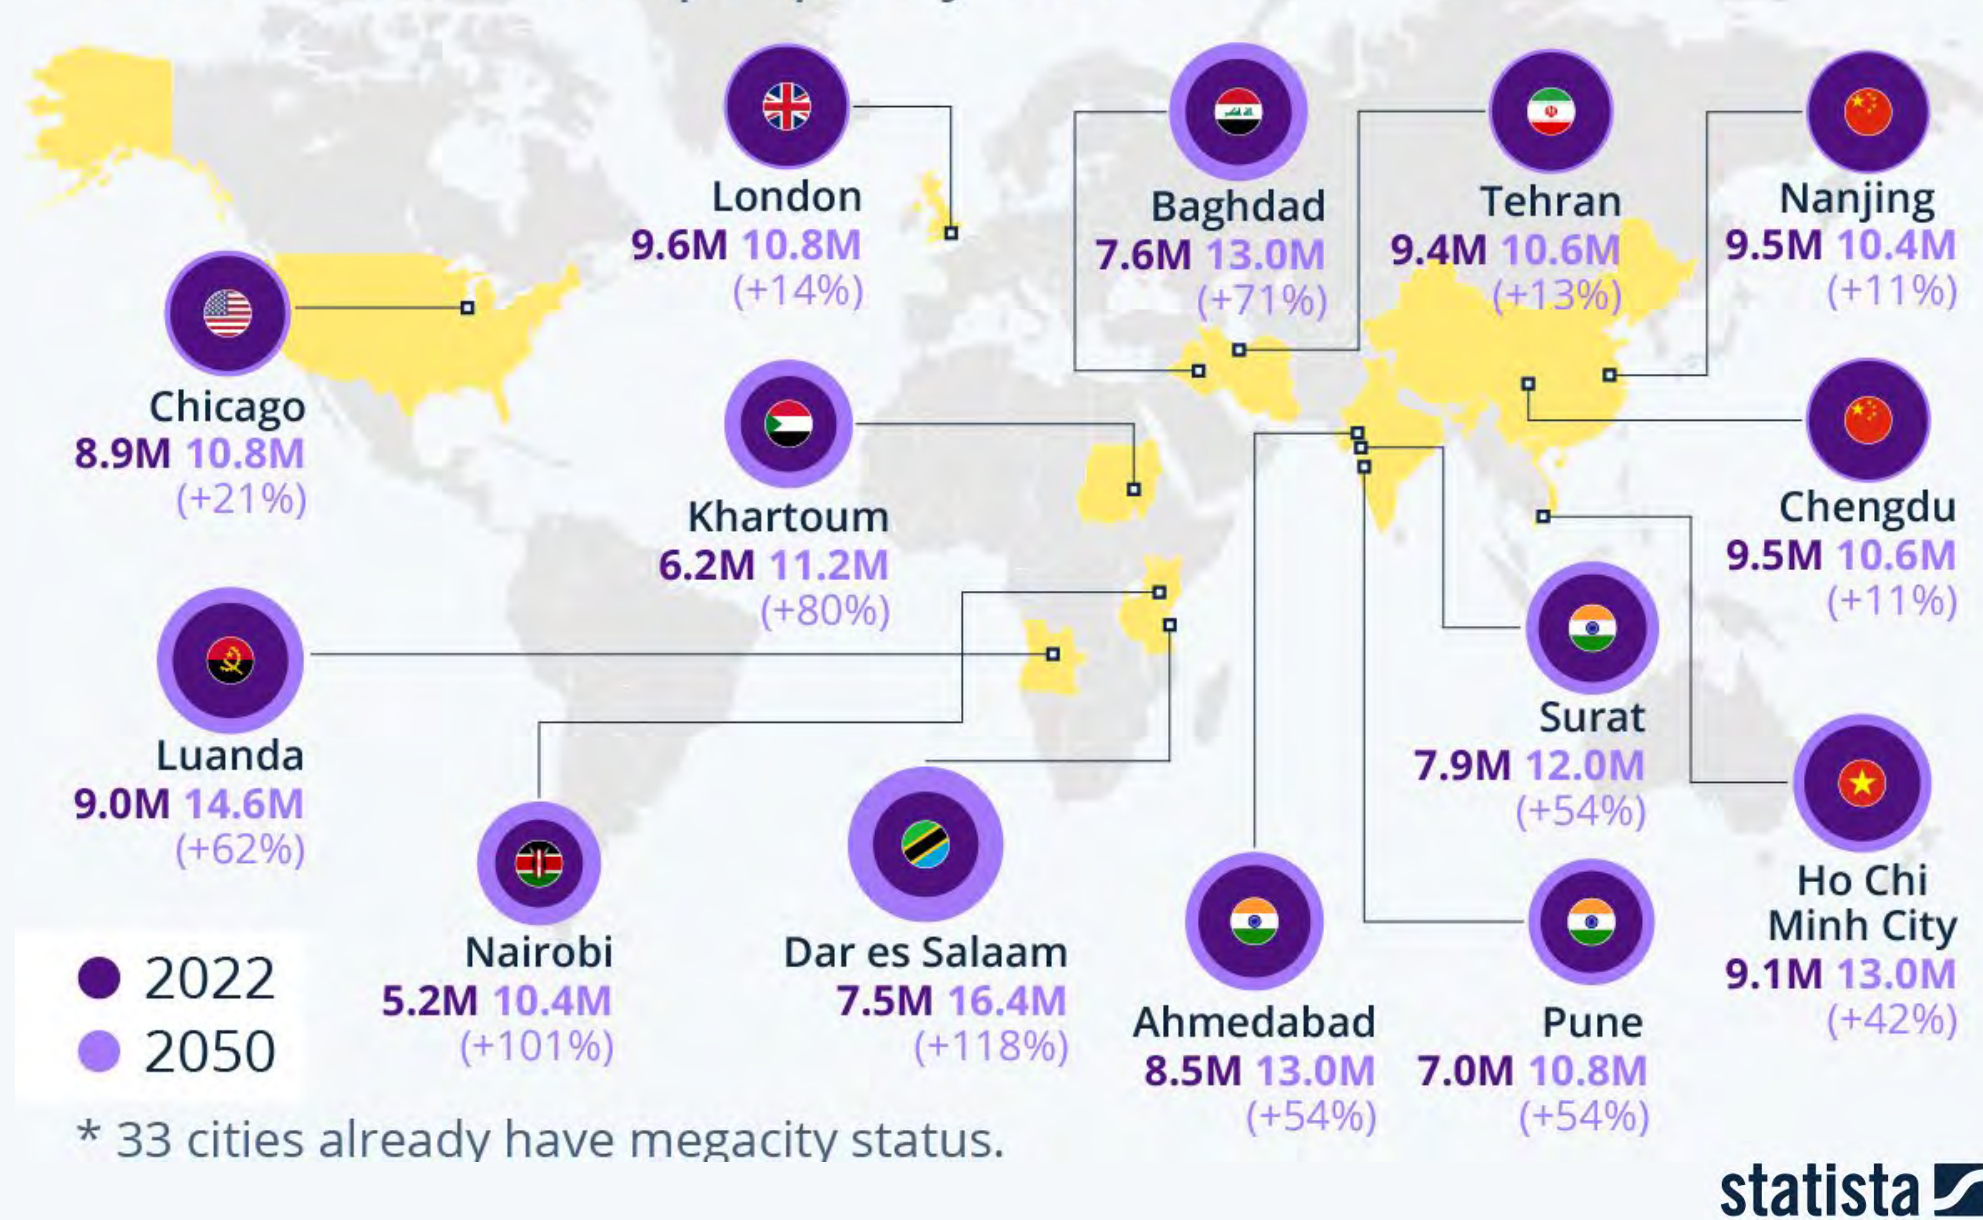 London
9.6M 10.8M
(+14%)
Baghdad
7.6M 13.0M
(+71%)
Tehran
9.4M 10.6M
(+13%)
Nanjing
9.5M 10.4M
(+11%)
Chicago
8.9M 10.8M
(+21%)
Khartoum
6.2M 11.2M
(+80%)
Chengdu
9.5M 10.6M
(+11%)
Luanda
9.0M 14.6M
(+62%)
Surat
7.9M 12.0M
(+54%)
Nairobi
5.2M 10.4M
(+101%)
Dar es Salaam
7.5M 16.4M
(+118%)
Ahmedabad
8.5M 13.0M
(+54%)
Pune
7.0M 10.8M
(+54%)
Ho Chi
Minh City
9.1M 13.0M
(+42%)
2022
2050
* 33 cities already have megacity status.
statista